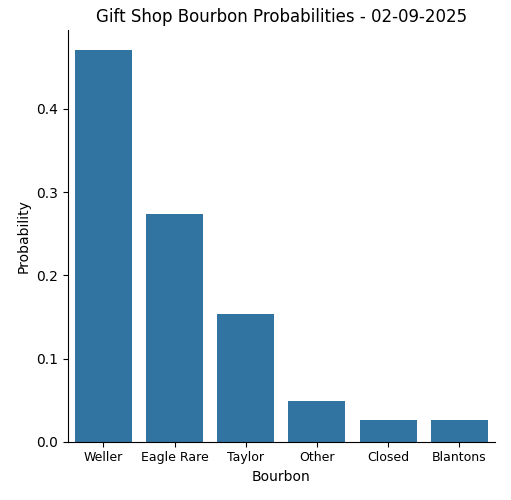 Gift Shop Bourbon Probabilities - 02-09-2025
0.4
0.3
0.2
0.1
0.0
Probability
Weller Eagle Rare Taylor Other Closed Blantons
Bourbon